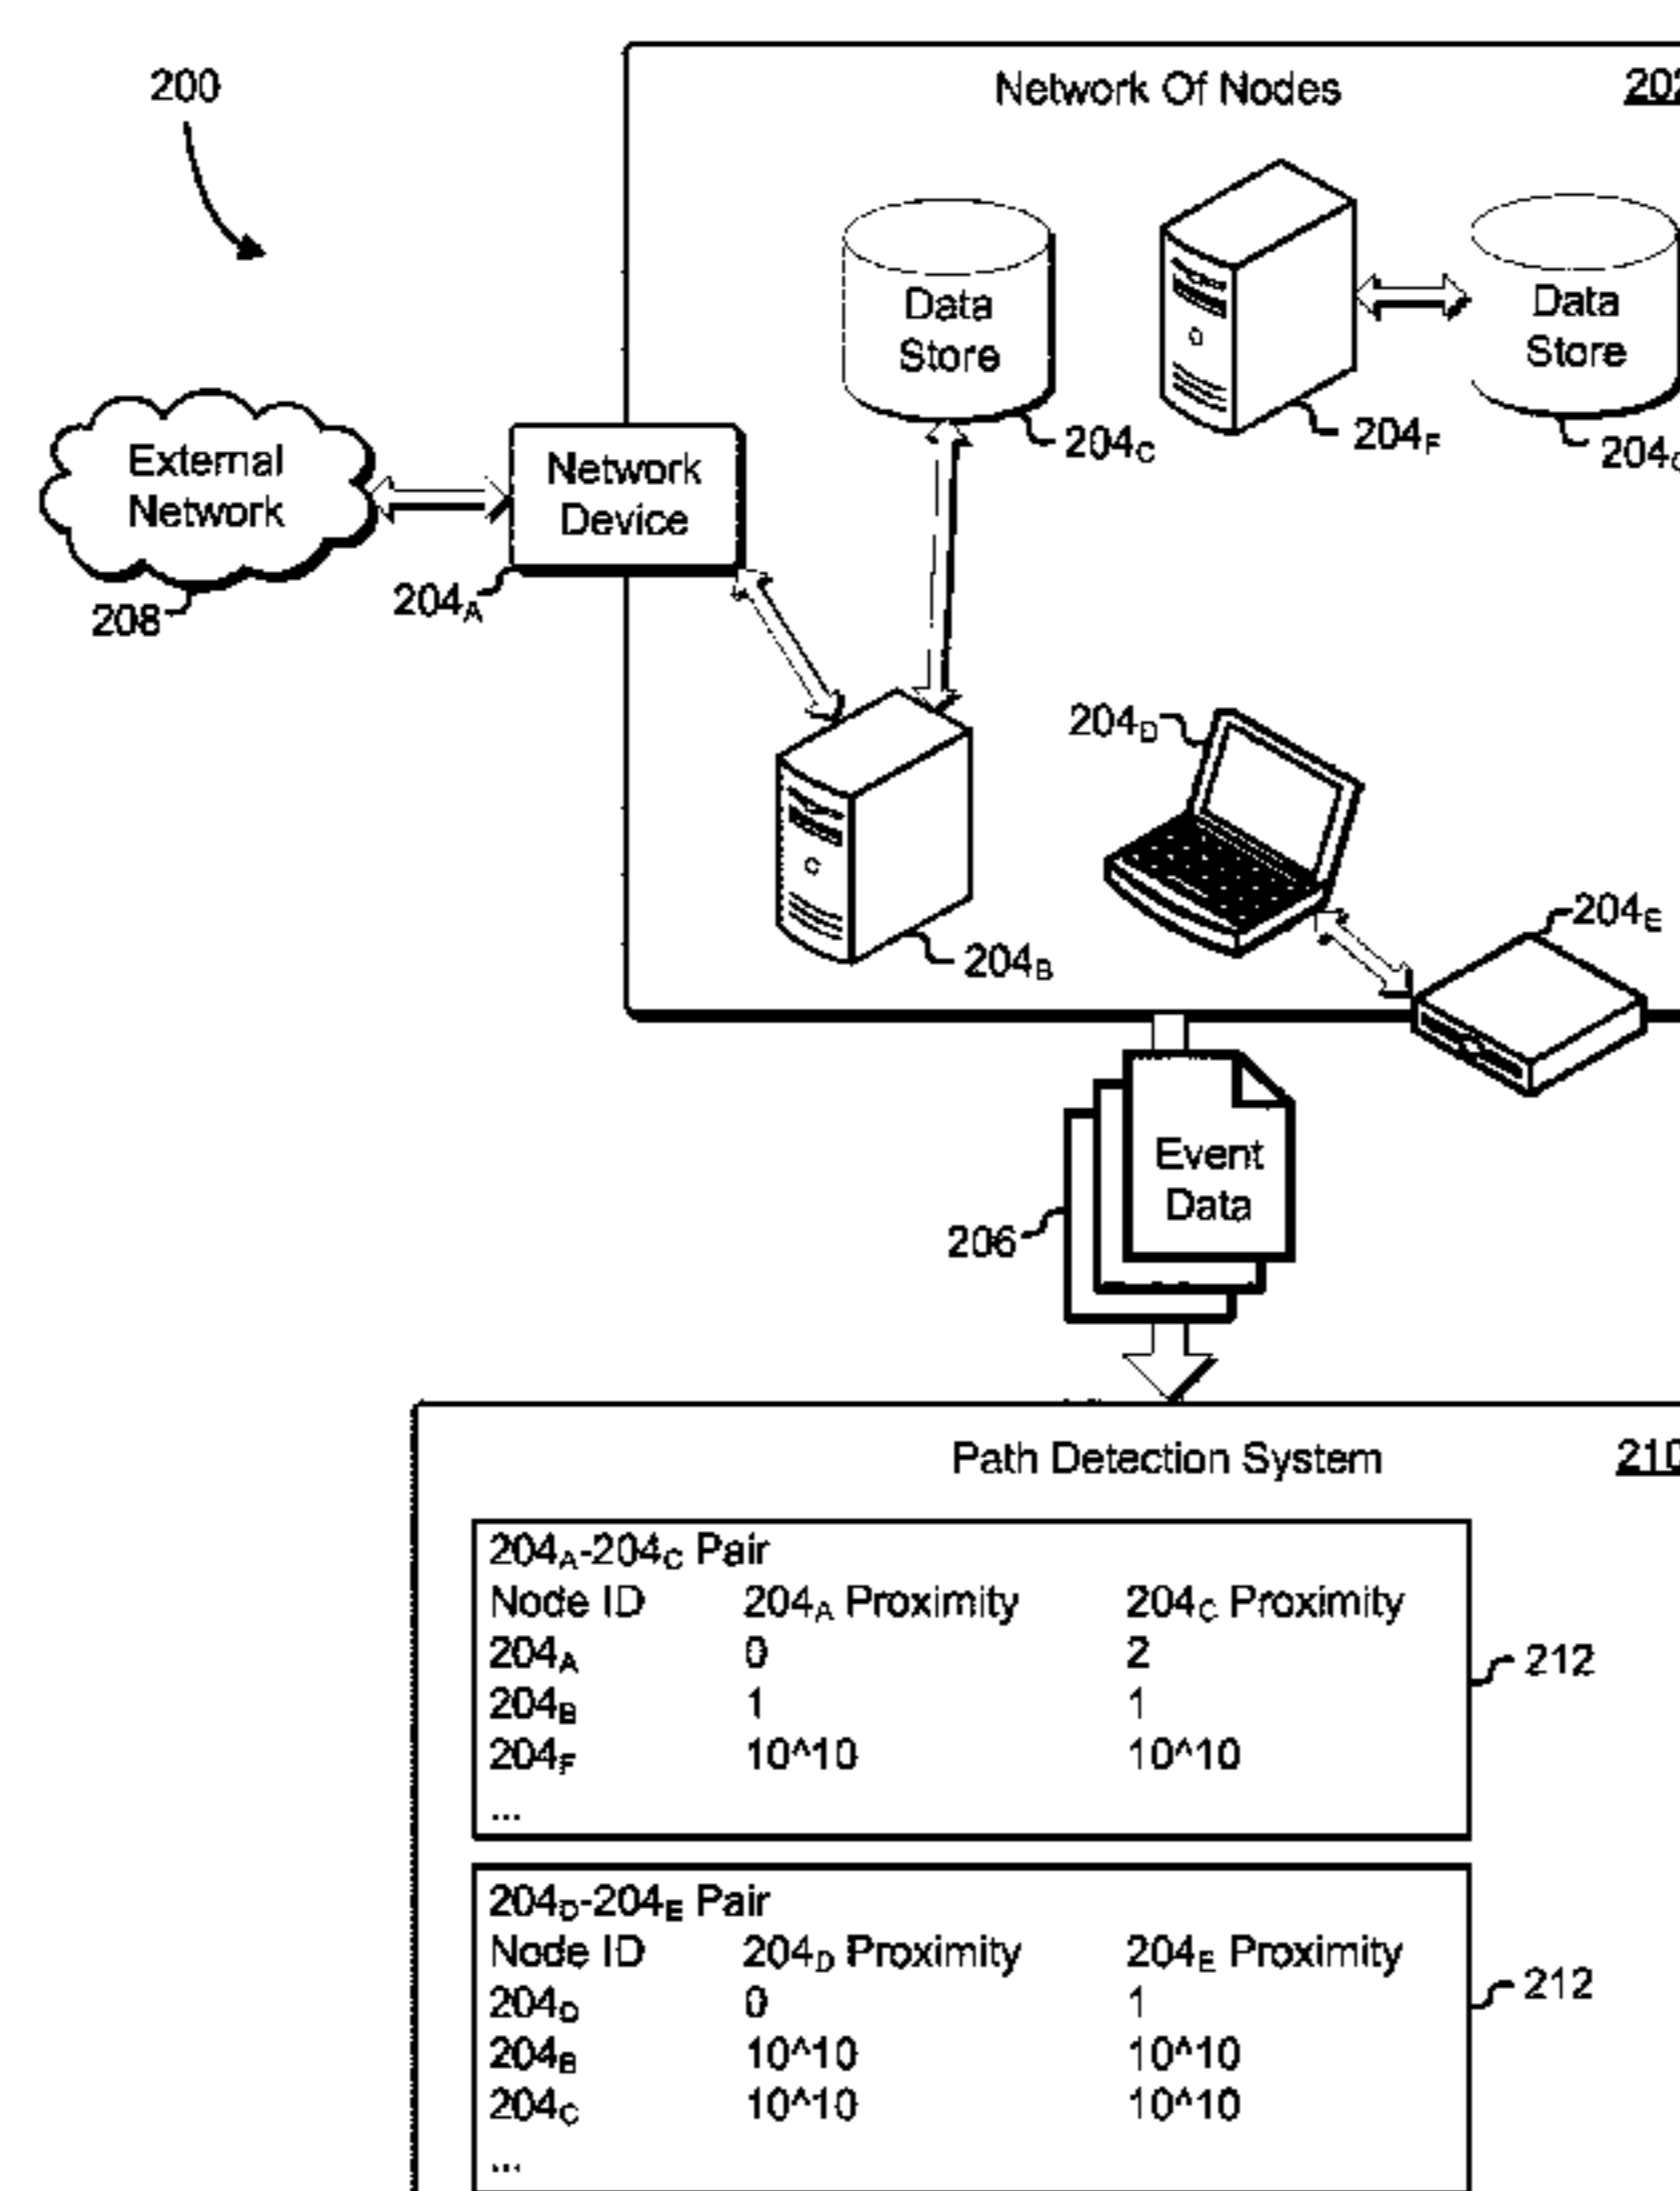 200
Network Of Nodes
Data
Store
Data
Store
204C
204F
External
Network
Network
Device
208
204A
204D
204E
204B
Event
Data
206
Path Detection System
204A-204C Pair
Node ID 204A Proximity 204C Proximity
204A 0 2
204B 1 1
204F 10^10 10^10
...
212
204D-204E Pair
Node ID 204D Proximity 204E Proximity
204D 0 1
204B 10^10 10^10
204C 10^10 10^10
...
212